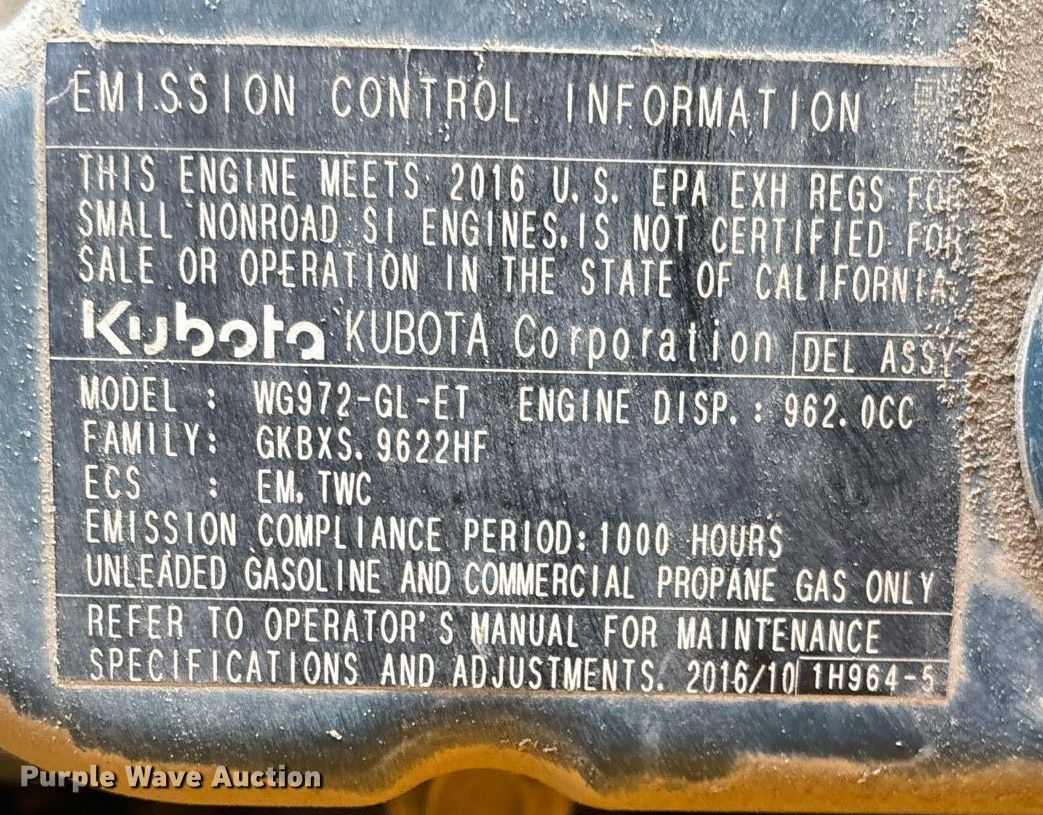 EMISSION CONTROL INFORMATION
THIS ENGINE MEETS 2016 U.S. EPA EXH REGS FOR
SMALL NONROAD SI ENGINES, IS NOT CERTIFIED FOR
SALE OR OPERATION IN THE STATE OF CALIFORNIA.
Kubota KUBOTA Corporation DEL ASSY
MODEL : WG972-GL-ET ENGINE DISP. : 962.0CC
FAMILY: GKBXS.9622HF
ECS : EM, TWC
EMISSION COMPLIANCE PERIOD: 1000 HOURS
UNLEADED GASOLINE AND COMMERCIAL PROPANE GAS ONLY
REFER TO OPERATOR'S MANUAL FOR MAINTENANCE
SPECIFICATIONS AND ADJUSTMENTS. 2016/10 1H964-5
Purple Wave Auction